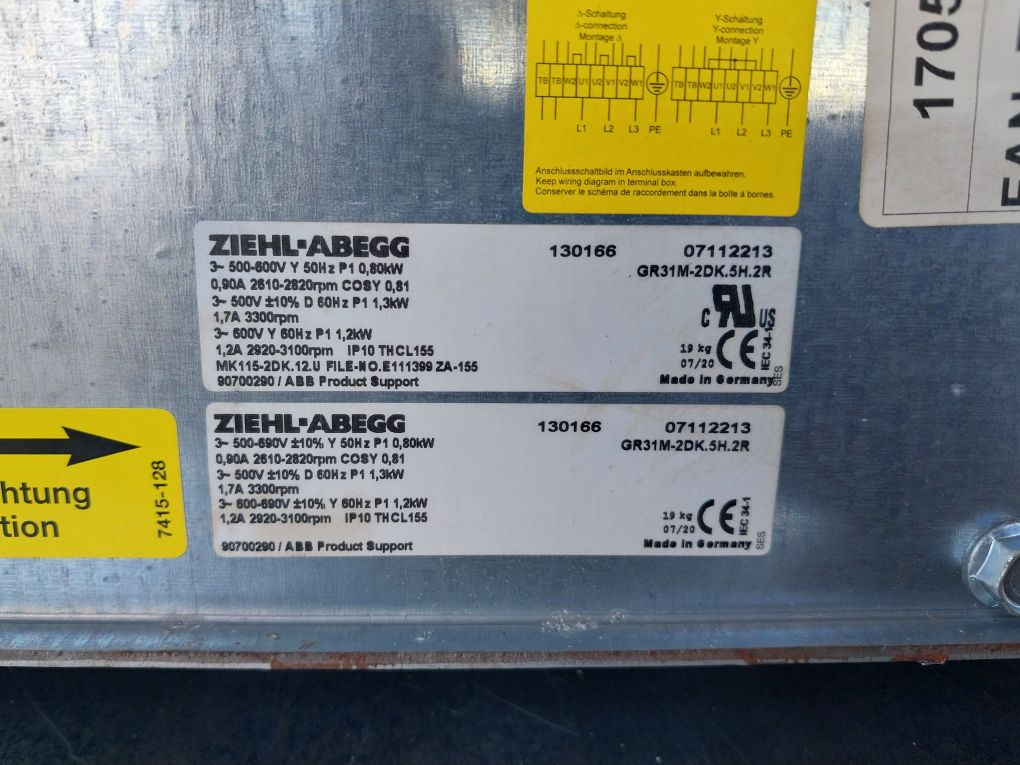 Δ-Schaltung
Δ-connection
Montage Δ
TB TB W2 U1 U2 V1 V2 W1
L1 L2 L3 PE
Y-Schaltung
Y-connection
Montage Y
TB TB W2 U1 U2 V1 V2 W1
L1 L2 L3 PE
Anschlussschaltbild im Anschlusskasten aufbewahren.
Keep wiring diagram in terminal box.
Conserver le schéma de raccordement dans la boîte à bornes.
1705
FAN
ZIEHL-ABEGG 130166 07112213
3~ 500-600V Y 50Hz P1 0,80kW GR31M-2DK.5H.2R
0,90A 2610-2820rpm COSY 0,81
3~ 500V ±10% D 60Hz P1 1,3kW
1,7A 3300rpm
c RU US
3~ 600V Y 60Hz P1 1,2kW
1,2A 2920-3100rpm IP10 THCL155
19 kg CE IEC 34-1
07/20
MK115-2DK.12.U FILE-NO.E111399 ZA-155
90700290 / ABB Product Support Made in Germany SES
ZIEHL-ABEGG 130166 07112213
3~ 500-690V ±10% Y 50Hz P1 0,80kW GR31M-2DK.5H.2R
0,90A 2610-2820rpm COSY 0,81
3~ 500V ±10% D 60Hz P1 1,3kW
1,7A 3300rpm
3~ 600-690V ±10% Y 60Hz P1 1,2kW
1,2A 2920-3100rpm IP10 THCL155
19 kg CE IEC 34-1
07/20
90700290 / ABB Product Support Made in Germany SES
htung
tion
7415-128